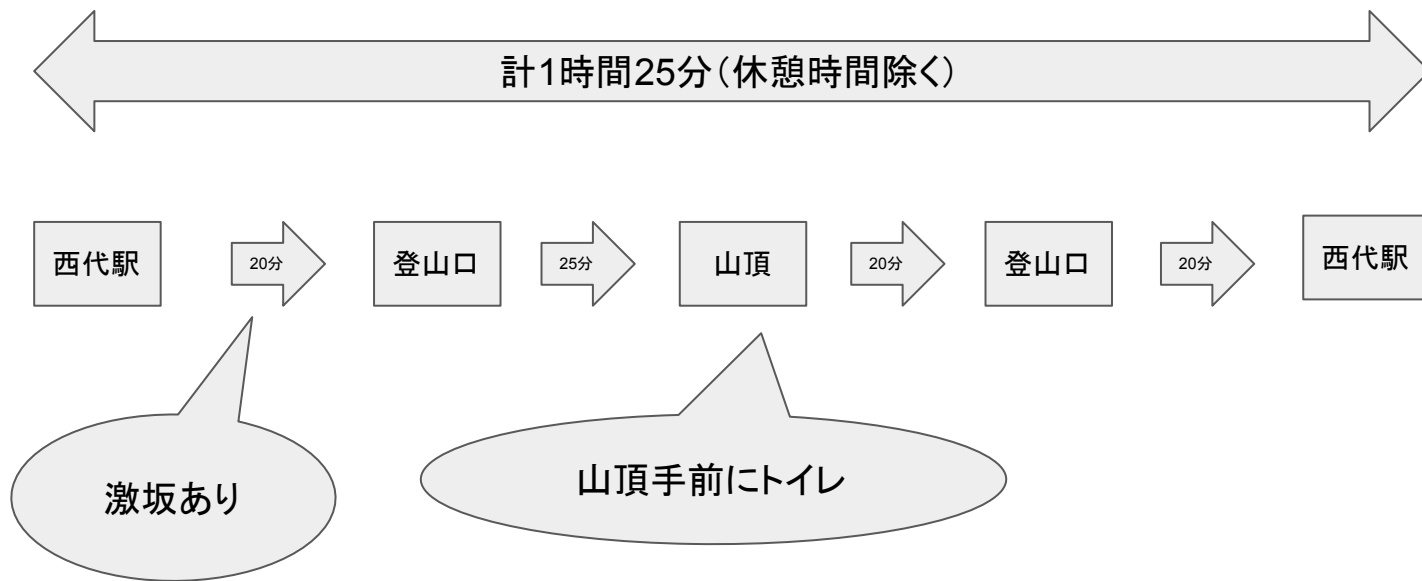 計1時間25分(休憩時間除く)
西代駅
20分
登山口
25分
山頂
20分
登山口
20分
西代駅
激坂あり
山頂手前にトイレ